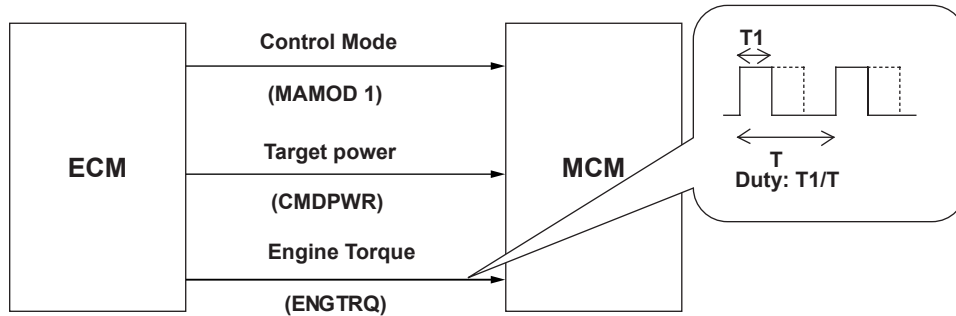 Control Mode
(MAMOD 1)
ECM
Target power
(CMDPWR)
MCM
Engine Torque
(ENGTRQ)
T1
T
Duty: T1/T